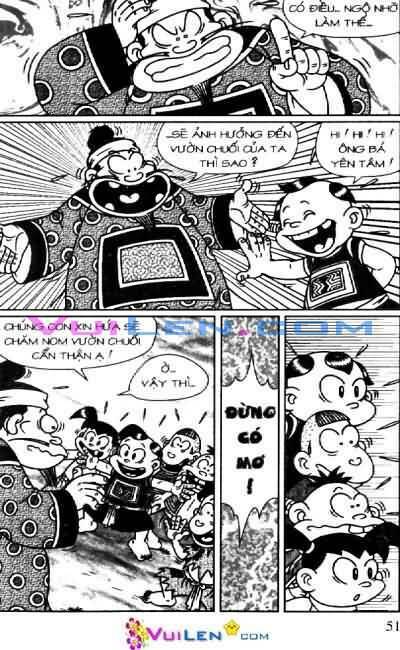 CÓ ĐIỀU... NGỘ NHỠ
LÀM THẾ...
SẼ ẢNH HƯỞNG ĐẾN
VƯỜN CHUỐI CỦA TA
THÌ SAO ?
HI ! HI ! HI !
ÔNG BÁ
YÊN TÂM !
CHÚNG CON XIN HỨA SẼ
CHĂM NOM VƯỜN CHUỐI
CẨN THẬN Ạ !
Ờ...
VẬY THÌ...
ĐỪNG
CÓ
MƠ
!
VUILEN.COM
51
VUILEN.COM